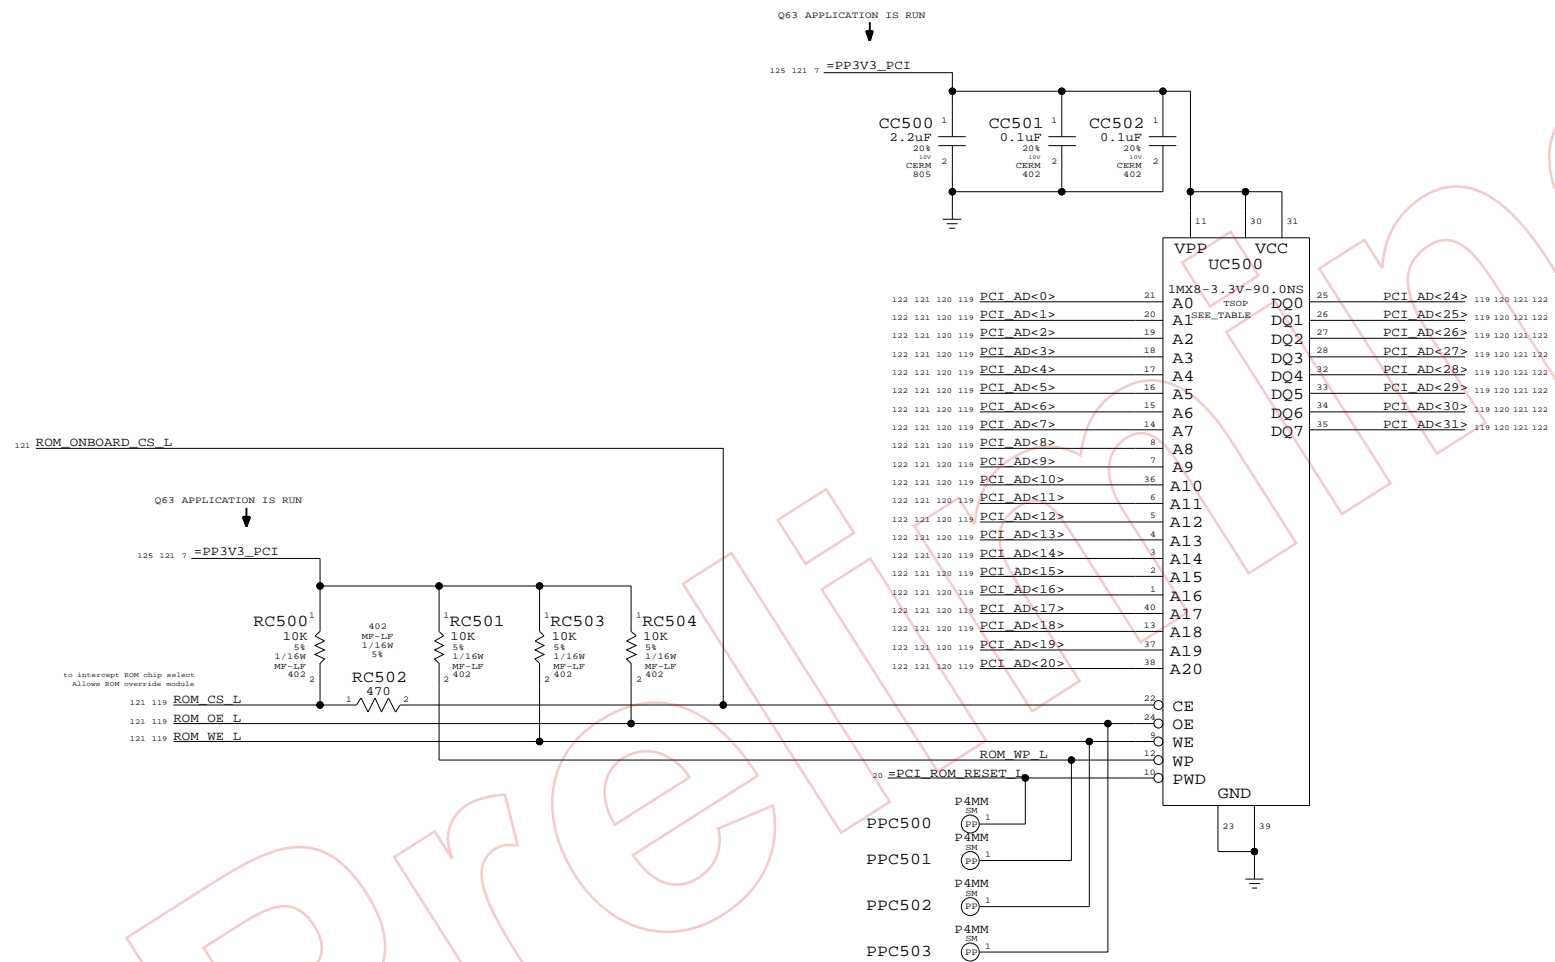 Q63 APPLICATION IS RUN
125 121 7 =PP3V3_PCI
CC500 1
2.2uF
20%
10V
CERM 2
805
CC501 1
0.1uF
20%
10V
CERM 2
402
CC502 1
0.1uF
20%
10V
CERM 2
402
11 30 31
VPP VCC
UC500
1MX8-3.3V-90.0NS
TSOP
SEE_TABLE
122 121 120 119 PCI_AD<0> 21 A0
122 121 120 119 PCI_AD<1> 20 A1
122 121 120 119 PCI_AD<2> 19 A2
122 121 120 119 PCI_AD<3> 18 A3
122 121 120 119 PCI_AD<4> 17 A4
122 121 120 119 PCI_AD<5> 16 A5
122 121 120 119 PCI_AD<6> 15 A6
122 121 120 119 PCI_AD<7> 14 A7
122 121 120 119 PCI_AD<8> 8 A8
122 121 120 119 PCI_AD<9> 7 A9
122 121 120 119 PCI_AD<10> 36 A10
122 121 120 119 PCI_AD<11> 6 A11
122 121 120 119 PCI_AD<12> 5 A12
122 121 120 119 PCI_AD<13> 4 A13
122 121 120 119 PCI_AD<14> 3 A14
122 121 120 119 PCI_AD<15> 2 A15
122 121 120 119 PCI_AD<16> 1 A16
122 121 120 119 PCI_AD<17> 40 A17
122 121 120 119 PCI_AD<18> 13 A18
122 121 120 119 PCI_AD<19> 37 A19
122 121 120 119 PCI_AD<20> 38 A20
DQ0 25 PCI_AD<24> 119 120 121 122
DQ1 26 PCI_AD<25> 119 120 121 122
DQ2 27 PCI_AD<26> 119 120 121 122
DQ3 28 PCI_AD<27> 119 120 121 122
DQ4 32 PCI_AD<28> 119 120 121 122
DQ5 33 PCI_AD<29> 119 120 121 122
DQ6 34 PCI_AD<30> 119 120 121 122
DQ7 35 PCI_AD<31> 119 120 121 122
121 ROM_ONBOARD_CS_L
Q63 APPLICATION IS RUN
125 121 7 =PP3V3_PCI
RC500 1
10K
5%
1/16W
MF-LF
402 2
402
MF-LF
1/16W
5%
RC502
1 470 2
1 RC501
10K
5%
1/16W
MF-LF
2 402
1 RC503
10K
5%
1/16W
MF-LF
2 402
1 RC504
10K
5%
1/16W
MF-LF
2 402
to intercept ROM chip select
Allows ROM override module
121 119 ROM_CS_L
121 119 ROM_OE_L
121 119 ROM_WE_L
ROM_WP_L
20 =PCI_ROM_RESET_L
22 CE
24 OE
9 WE
12 WP
10 PWD
GND
23 39
P4MM
SM
PPC500 PP 1
P4MM
SM
PPC501 PP 1
P4MM
SM
PPC502 PP 1
P4MM
SM
PPC503 PP 1